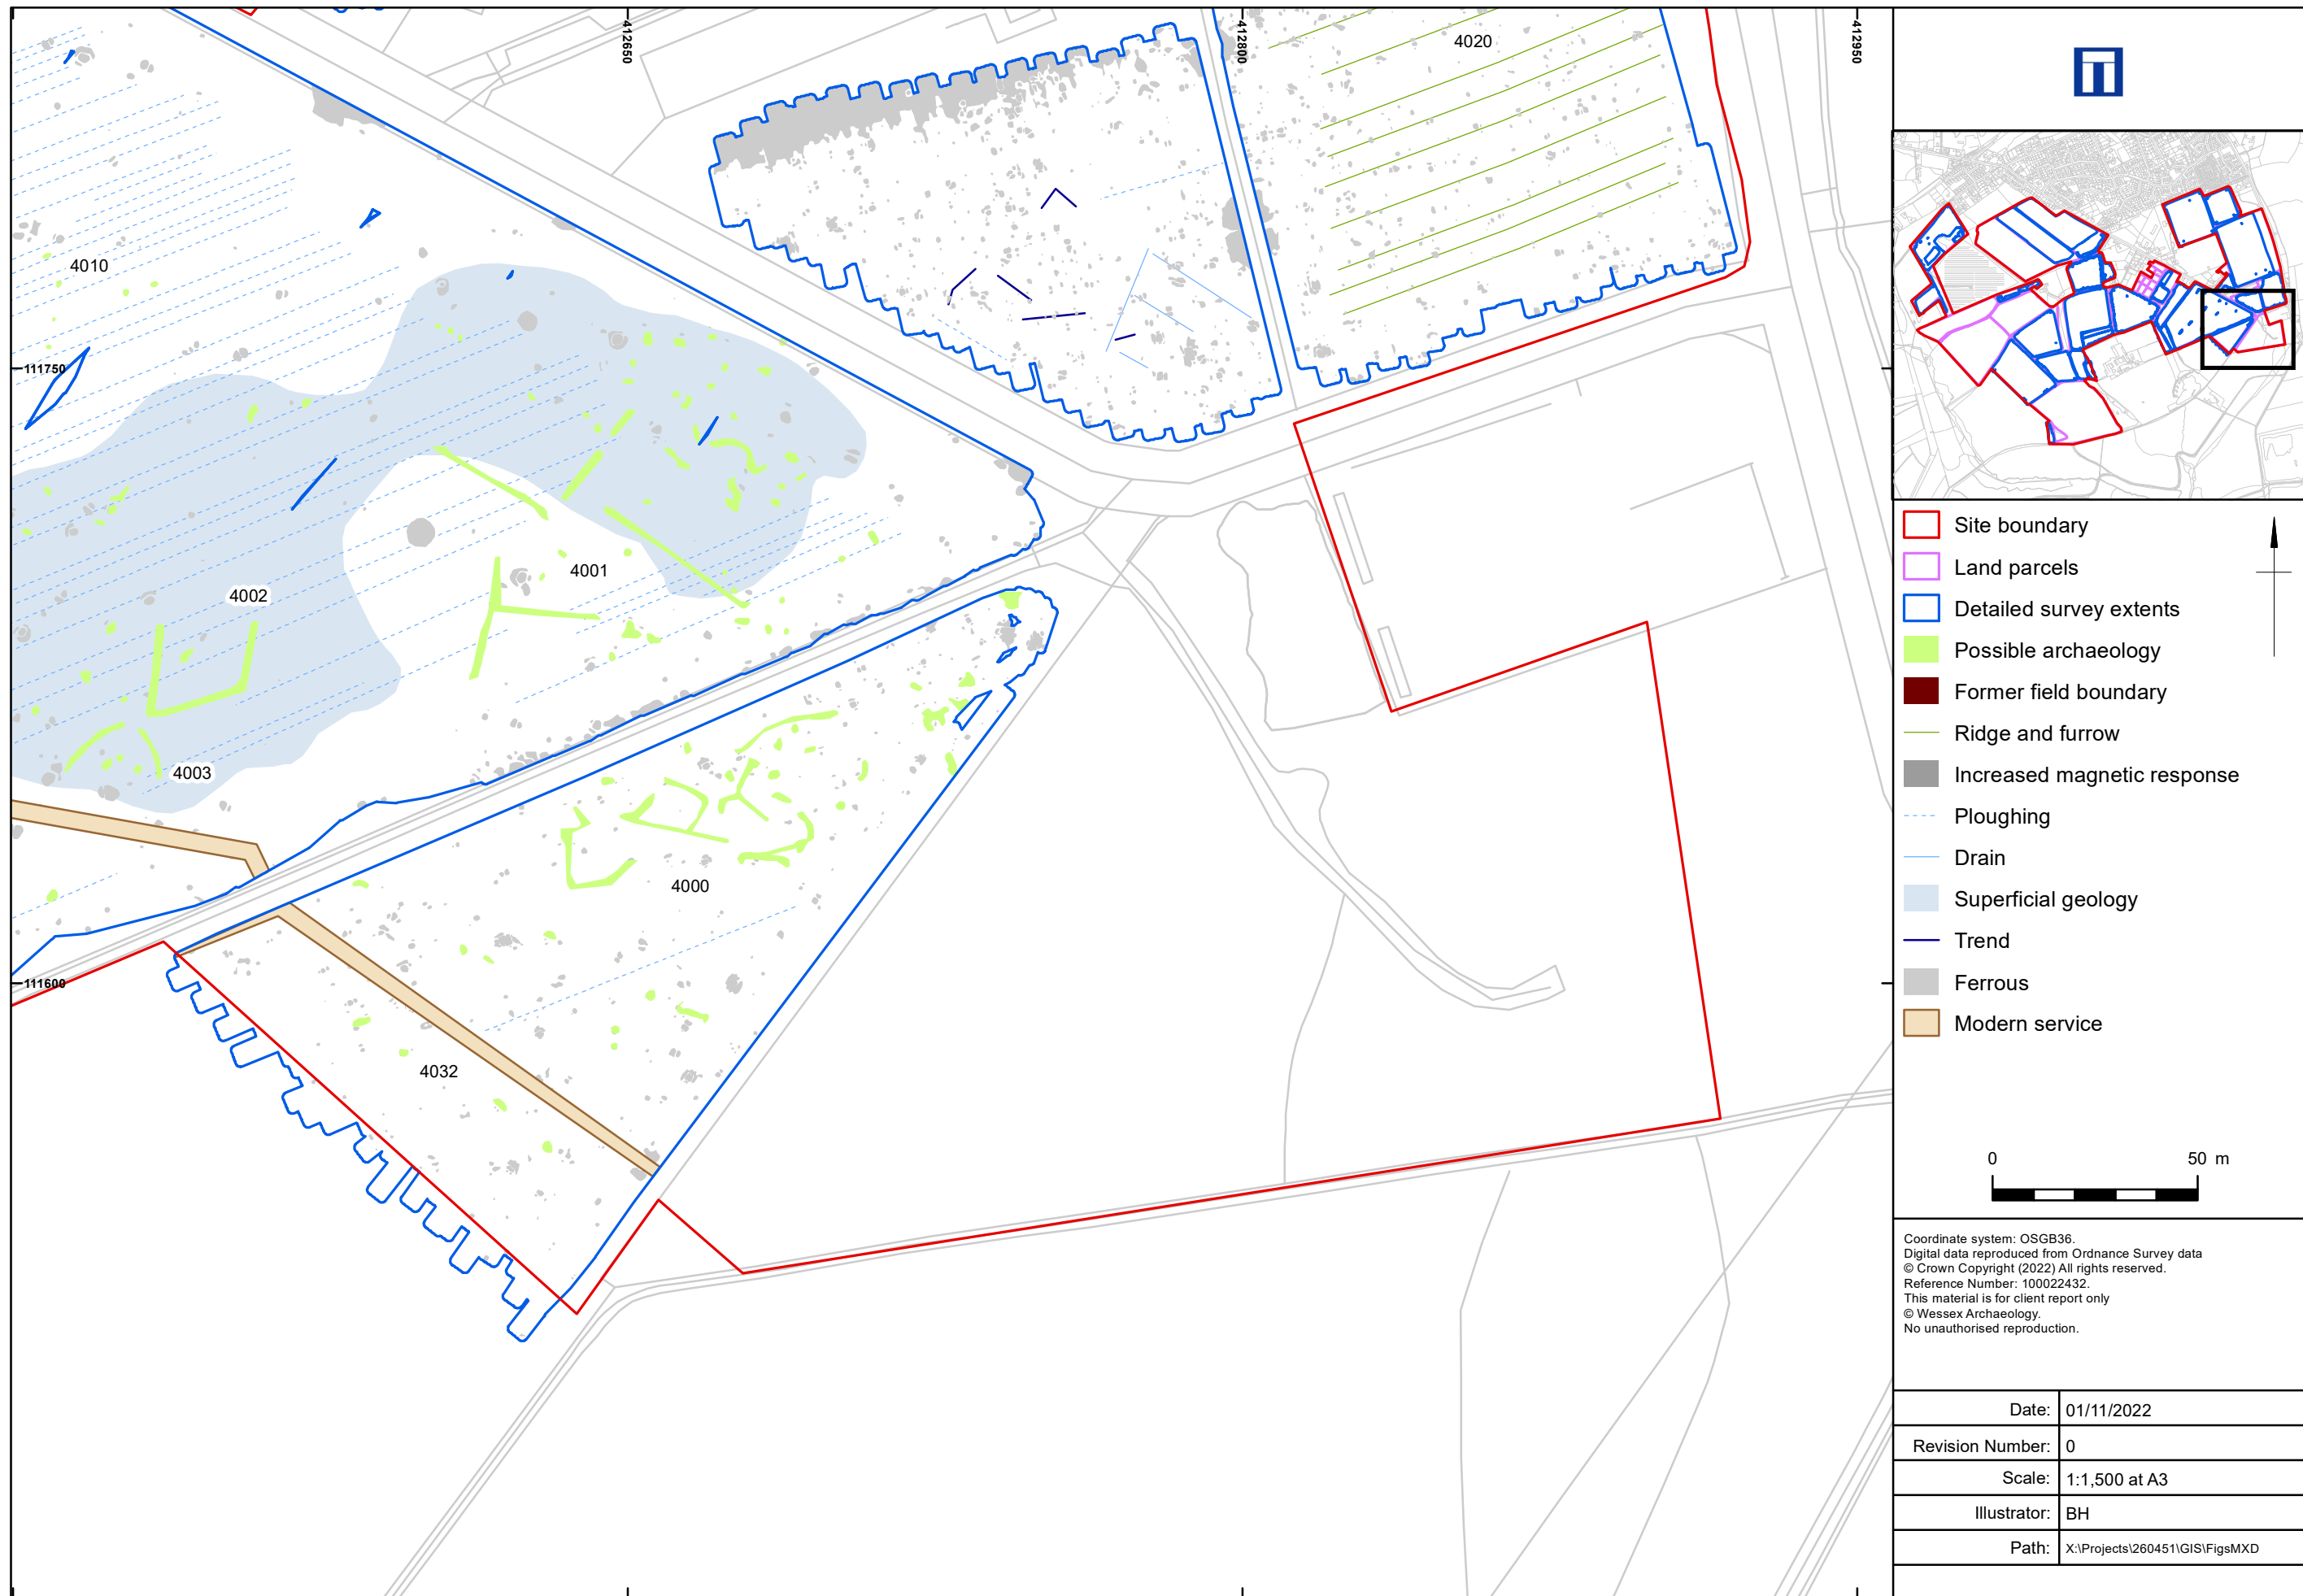 412650
412800
412950
4020
4010
111750
4001
4002
4003
4000
111600
4032
Site boundary
Land parcels
Detailed survey extents
Possible archaeology
Former field boundary
Ridge and furrow
Increased magnetic response
Ploughing
Drain
Superficial geology
Trend
Ferrous
Modern service
0 50 m
Coordinate system: OSGB36.
Digital data reproduced from Ordnance Survey data
© Crown Copyright (2022) All rights reserved.
Reference Number: 100022432.
This material is for client report only
© Wessex Archaeology.
No unauthorised reproduction.
Date: 01/11/2022
Revision Number: 0
Scale: 1:1,500 at A3
Illustrator: BH
Path: X:\Projects\260451\GIS\FigsMXD